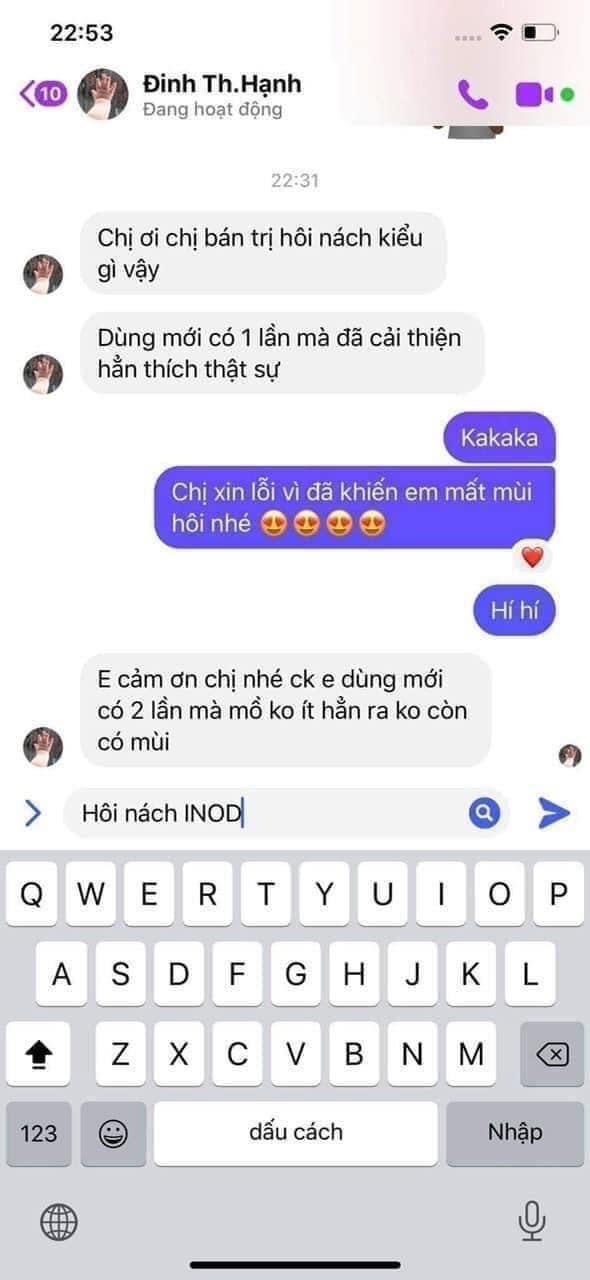 22:53
10
Đinh Th.Hạnh
Đang hoạt động
22:31
Chị ơi chị bán trị hôi nách kiểu
gì vậy
Dùng mới có 1 lần mà đã cải thiện
hẳn thích thật sự
Kakaka
Chị xin lỗi vì đã khiến em mất mùi
hôi nhé 😍😍😍😍
Hí hí
E cảm ơn chị nhé ck e dùng mới
có 2 lần mà mồ ko ít hẳn ra ko còn
có mùi
Hôi nách INOD
Q W E R T Y U I O P
A S D F G H J K L
Z X C V B N M
123 dấu cách Nhập